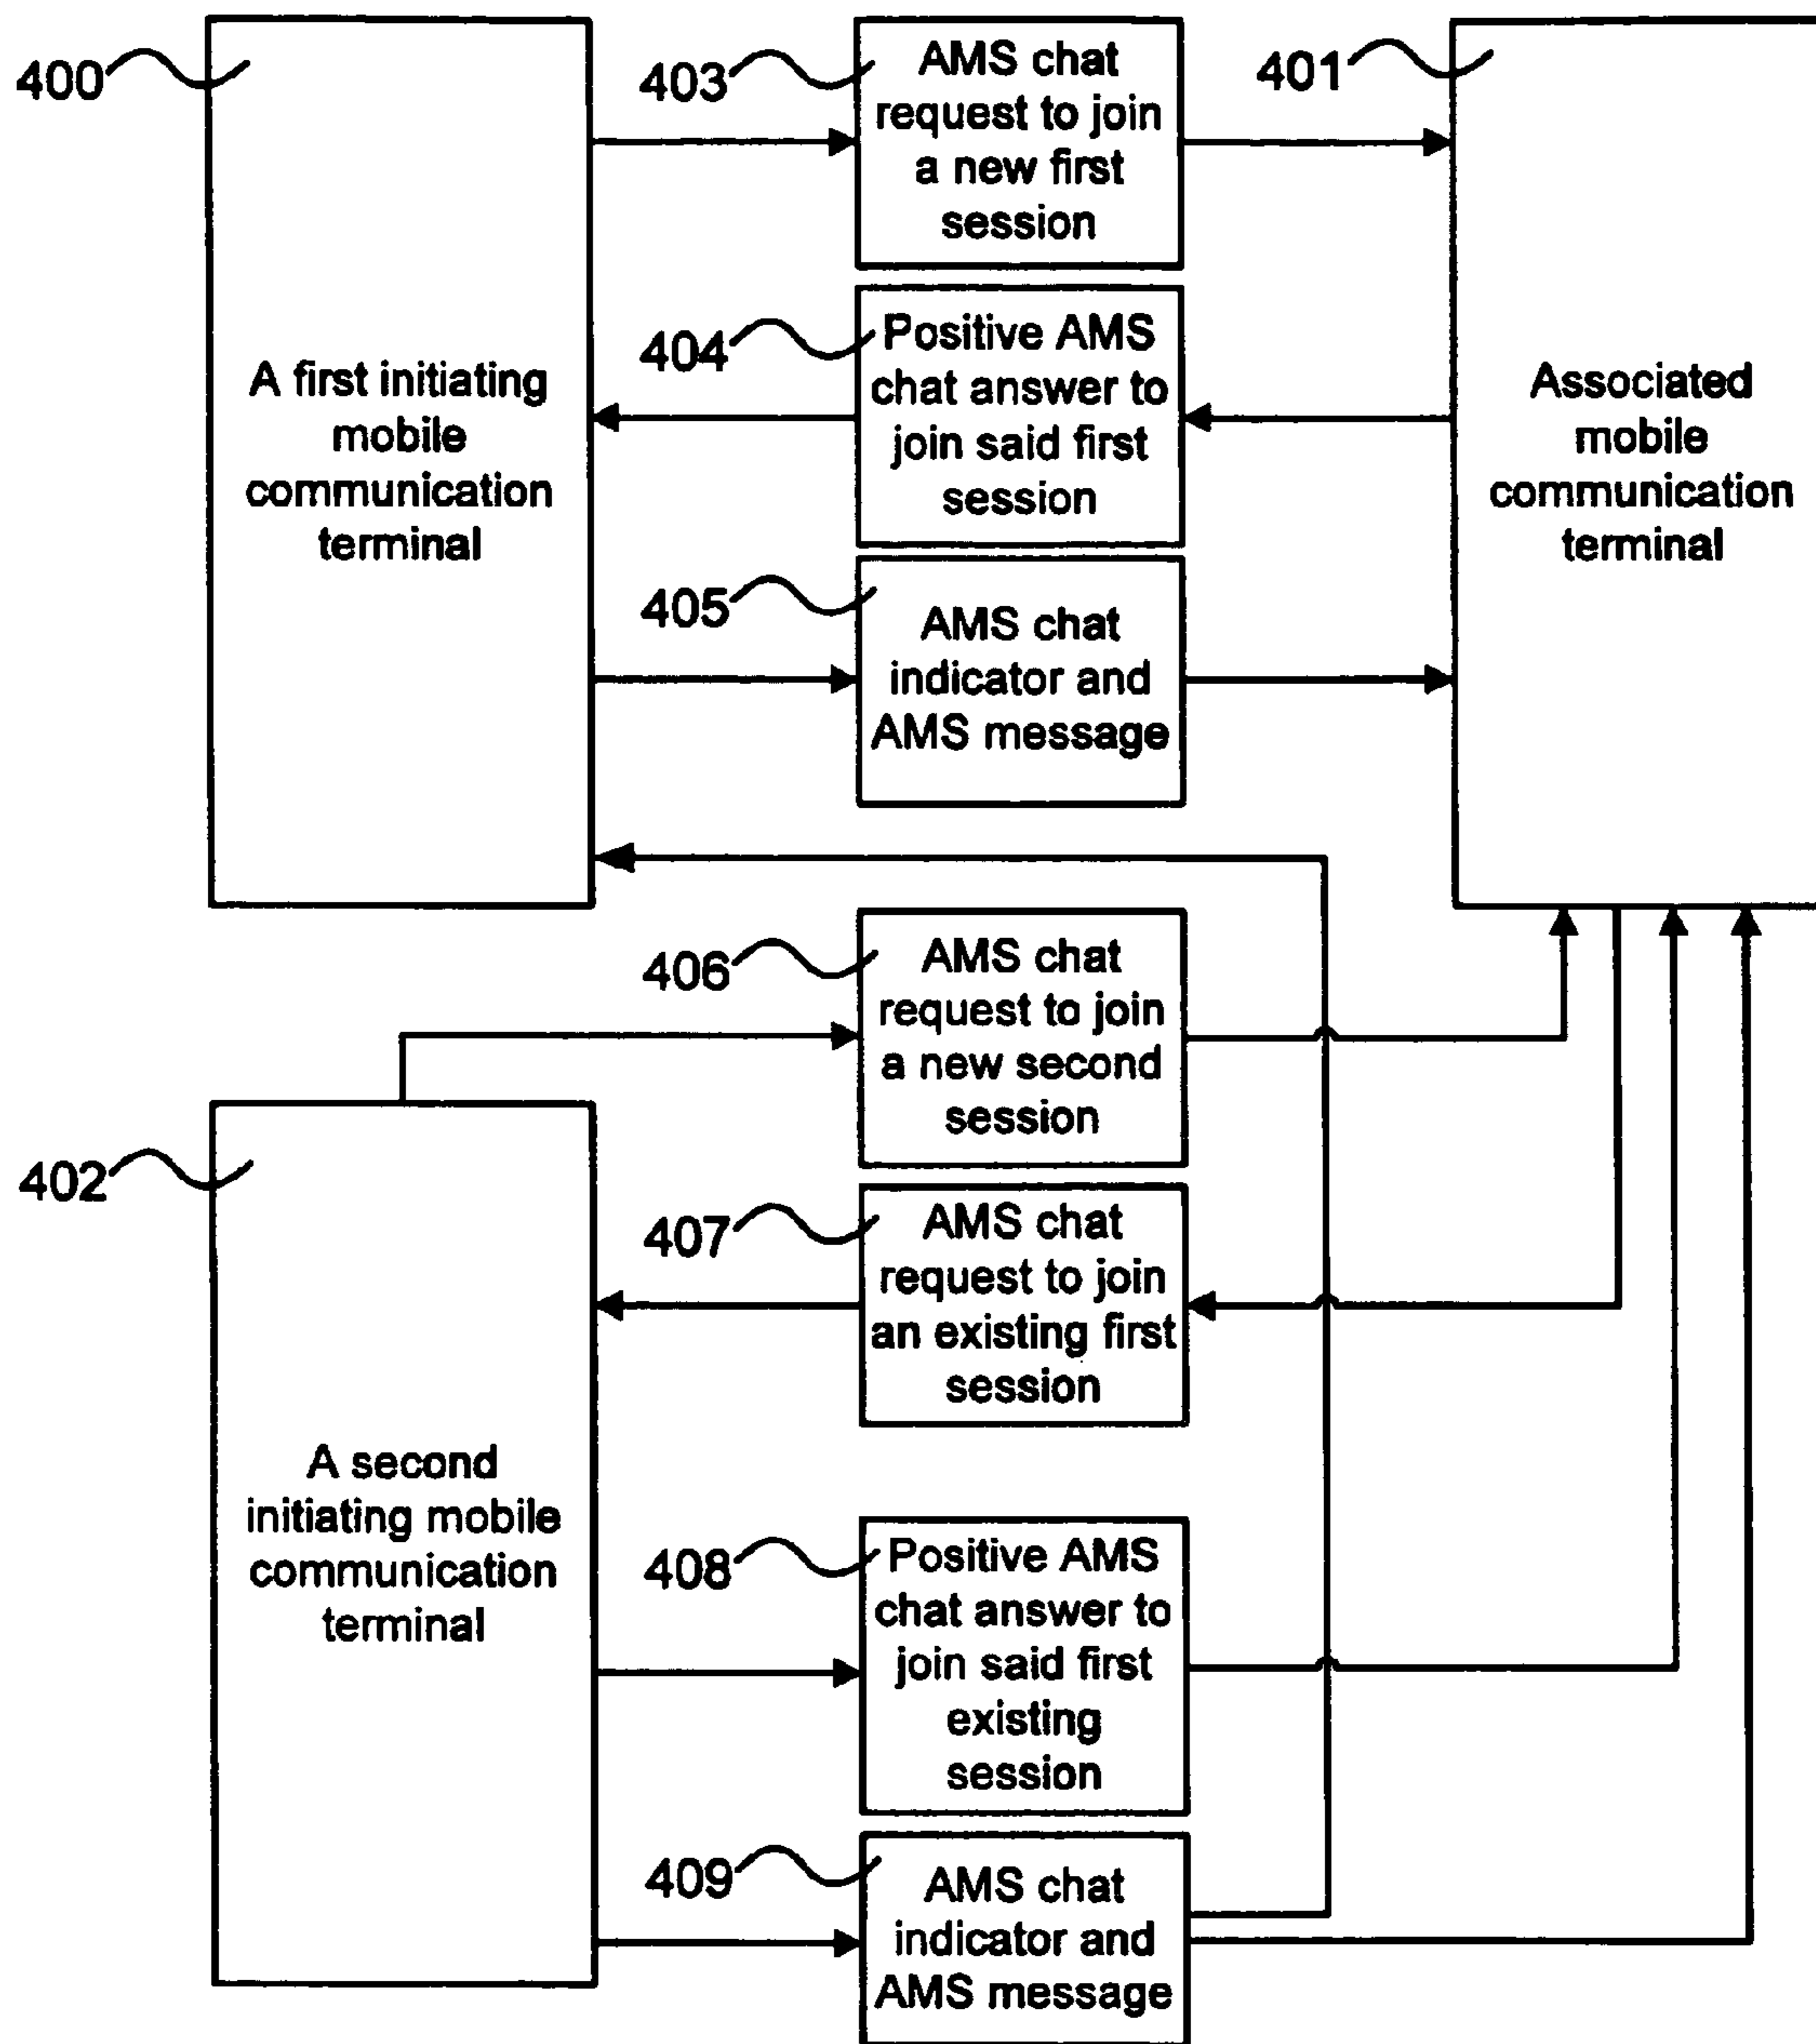 400
A first initiating
mobile
communication
terminal
403
AMS chat
request to join
a new first
session
401
Associated
mobile
communication
terminal
404
Positive AMS
chat answer to
join said first
session
405
AMS chat
indicator and
AMS message
406
AMS chat
request to join
a new second
session
402
A second
initiating mobile
communication
terminal
407
AMS chat
request to join
an existing first
session
408
Positive AMS
chat answer to
join said first
existing
session
409
AMS chat
indicator and
AMS message